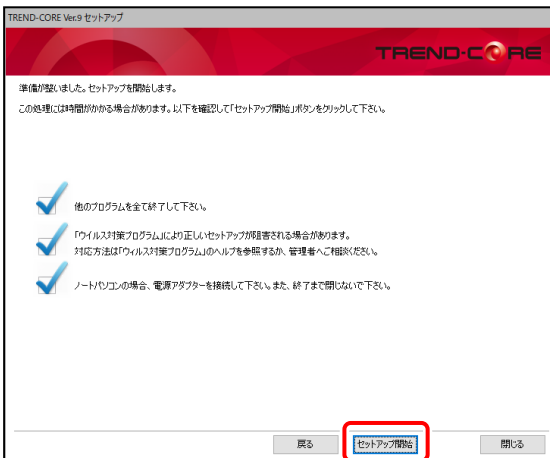 TREND-CORE Ver.9 セットアップ
TREND-CORE
準備が整いました。セットアップを開始します。
この処理には時間がかかる場合があります。以下を確認して「セットアップ開始」ボタンをクリックして下さい。
他のプログラムを全て終了して下さい。
「ウイルス対策プログラム」により正しいセットアップが阻害される場合があります。
対応方法は「ウィルス対策プログラム」のヘルプを参照するか、管理者へご相談ください。
ノートパソコンの場合、電源アダプターを接続して下さい。また、終了まで閉じないで下さい。
戻る セットアップ開始 閉じる